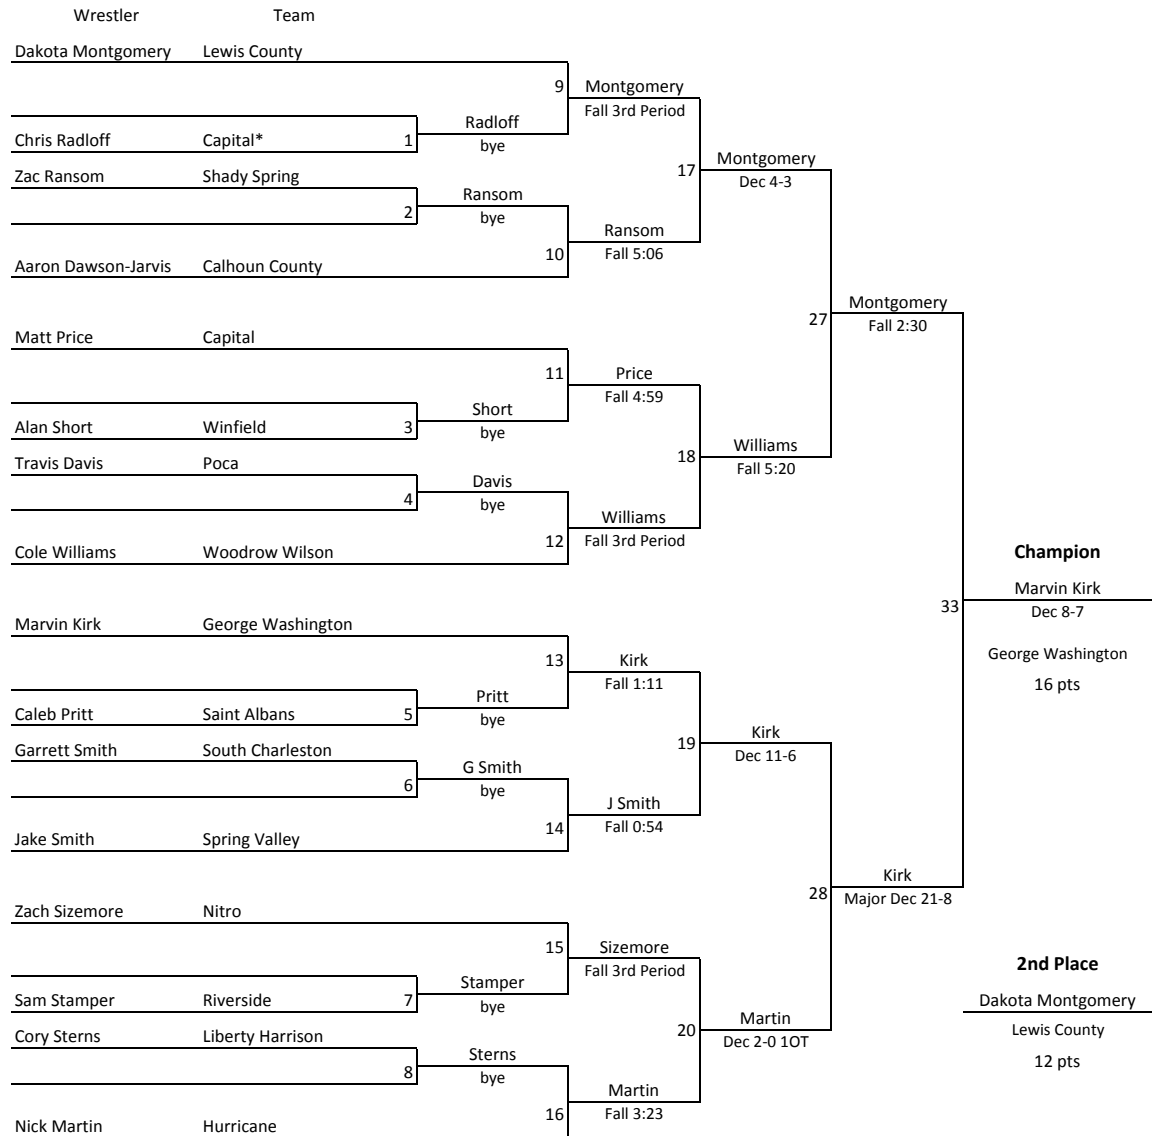 Wrestler Team
Dakota Montgomery Lewis County
9 Montgomery
Fall 3rd Period
Radloff
Chris Radloff Capital* 1
bye
Montgomery
17
Dec 4-3
Zac Ransom Shady Spring
Ransom
2
bye
Ransom
10
Fall 5:06
Aaron Dawson-Jarvis Calhoun County
Montgomery
27
Fall 2:30
Matt Price Capital
11 Price
Fall 4:59
Short
Alan Short Winfield 3
bye
Williams
18
Fall 5:20
Travis Davis Poca
Davis
4
bye
Williams
12
Fall 3rd Period
Cole Williams Woodrow Wilson
Champion
Marvin Kirk
33
Dec 8-7
George Washington
16 pts
Marvin Kirk George Washington
13 Kirk
Fall 1:11
Pritt
Caleb Pritt Saint Albans 5
bye
Kirk
19
Dec 11-6
Garrett Smith South Charleston
G Smith
6
bye
J Smith
14
Fall 0:54
Jake Smith Spring Valley
Kirk
28
Major Dec 21-8
Zach Sizemore Nitro
15 Sizemore
Fall 3rd Period
Stamper
Sam Stamper Riverside 7
bye
2nd Place
Dakota Montgomery
Lewis County
12 pts
Martin
20
Dec 2-0 1OT
Cory Sterns Liberty Harrison
Sterns
8
bye
Martin
16
Fall 3:23
Nick Martin Hurricane